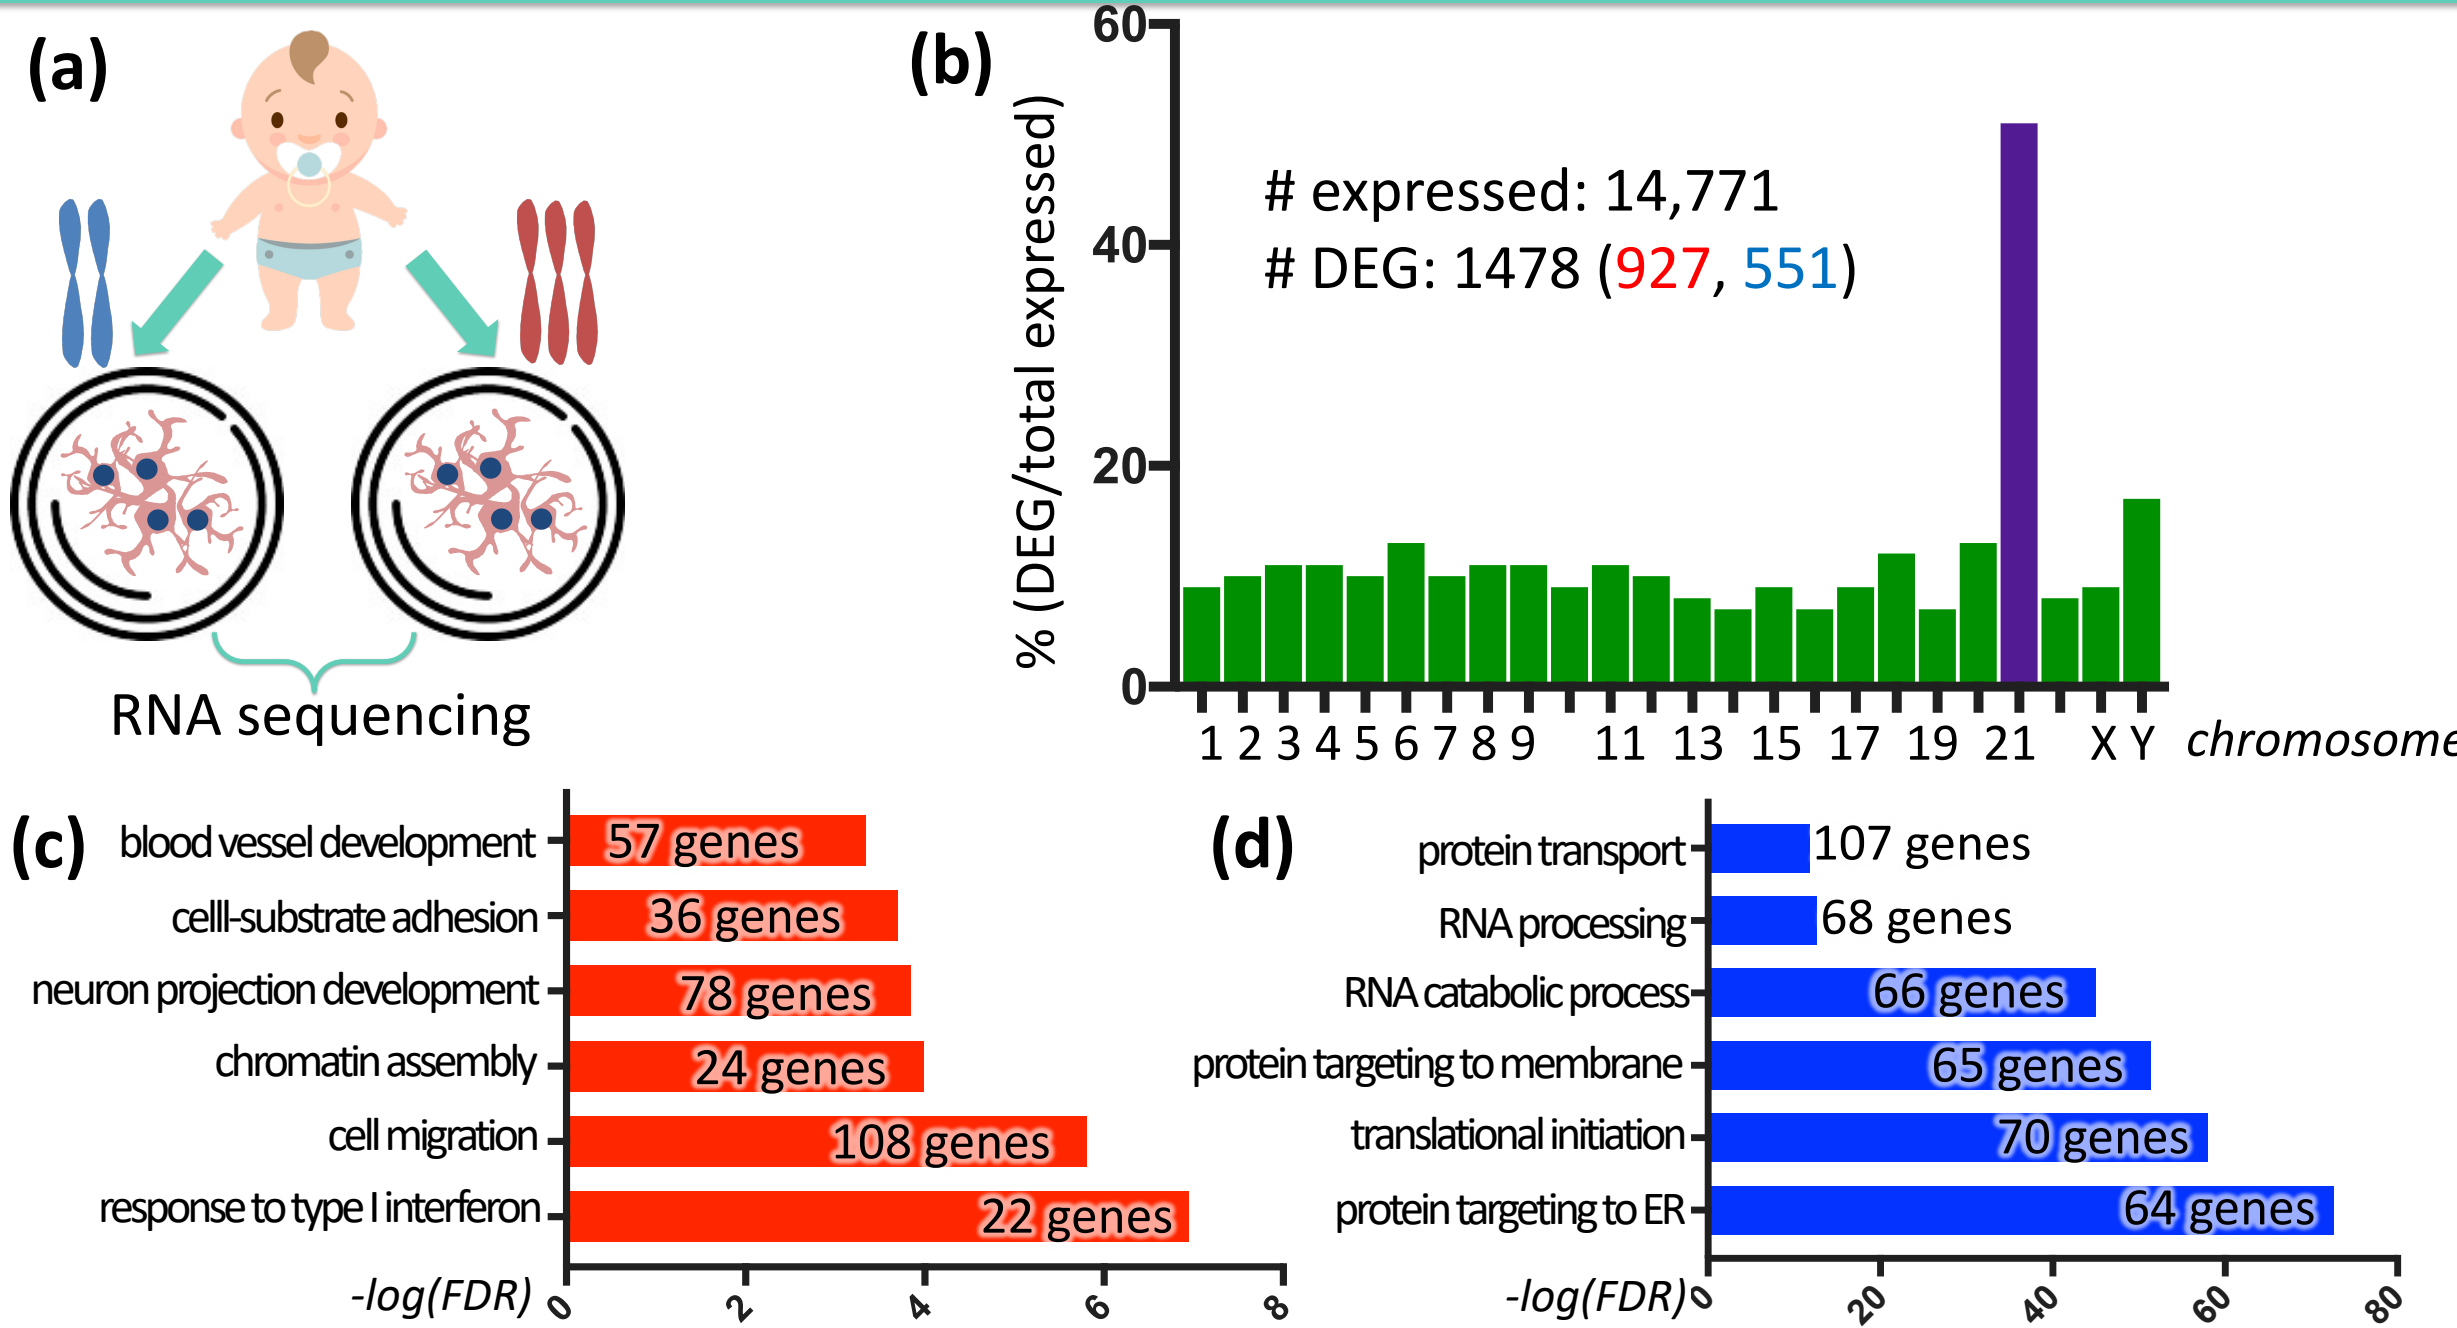 (a)
RNA sequencing
(b)
% (DEG/total expressed)
60
40
20
0
# expressed: 14,771
# DEG: 1478 (927, 551)
1 2 3 4 5 6 7 8 9 11 13 15 17 19 21 X Y chromosome
(c)
blood vessel development 57 genes
celll-substrate adhesion 36 genes
neuron projection development 78 genes
chromatin assembly 24 genes
cell migration 108 genes
response to type I interferon 22 genes
-log(FDR) 0 2 4 6 8
(d)
protein transport 107 genes
RNA processing 68 genes
RNA catabolic process 66 genes
protein targeting to membrane 65 genes
translational initiation 70 genes
protein targeting to ER 64 genes
-log(FDR) 0 20 40 60 80